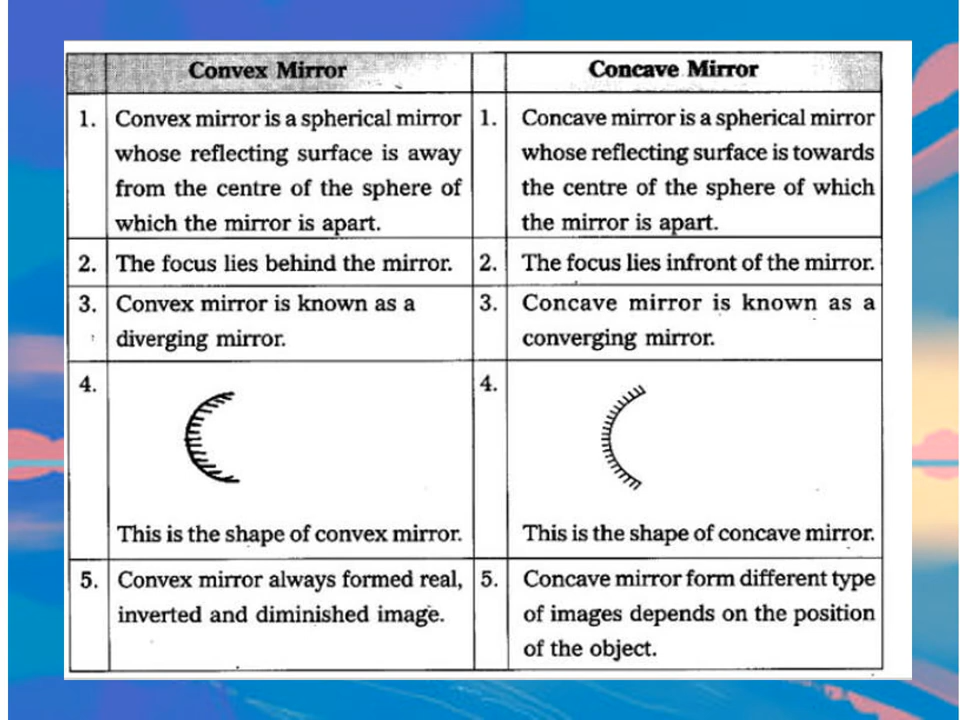 Convex Mirror
Concave Mirror
1. Convex mirror is a spherical mirror
whose reflecting surface is away
from the centre of the sphere of
which the mirror is apart.
1. Concave mirror is a spherical mirror
whose reflecting surface is towards
the centre of the sphere of which
the mirror is apart.
2. The focus lies behind the mirror.
2. The focus lies infront of the mirror.
3. Convex mirror is known as a
diverging mirror.
3. Concave mirror is known as a
converging mirror.
4.
This is the shape of convex mirror.
4.
This is the shape of concave mirror.
5. Convex mirror always formed real,
inverted and diminished image.
5. Concave mirror form different type
of images depends on the position
of the object.